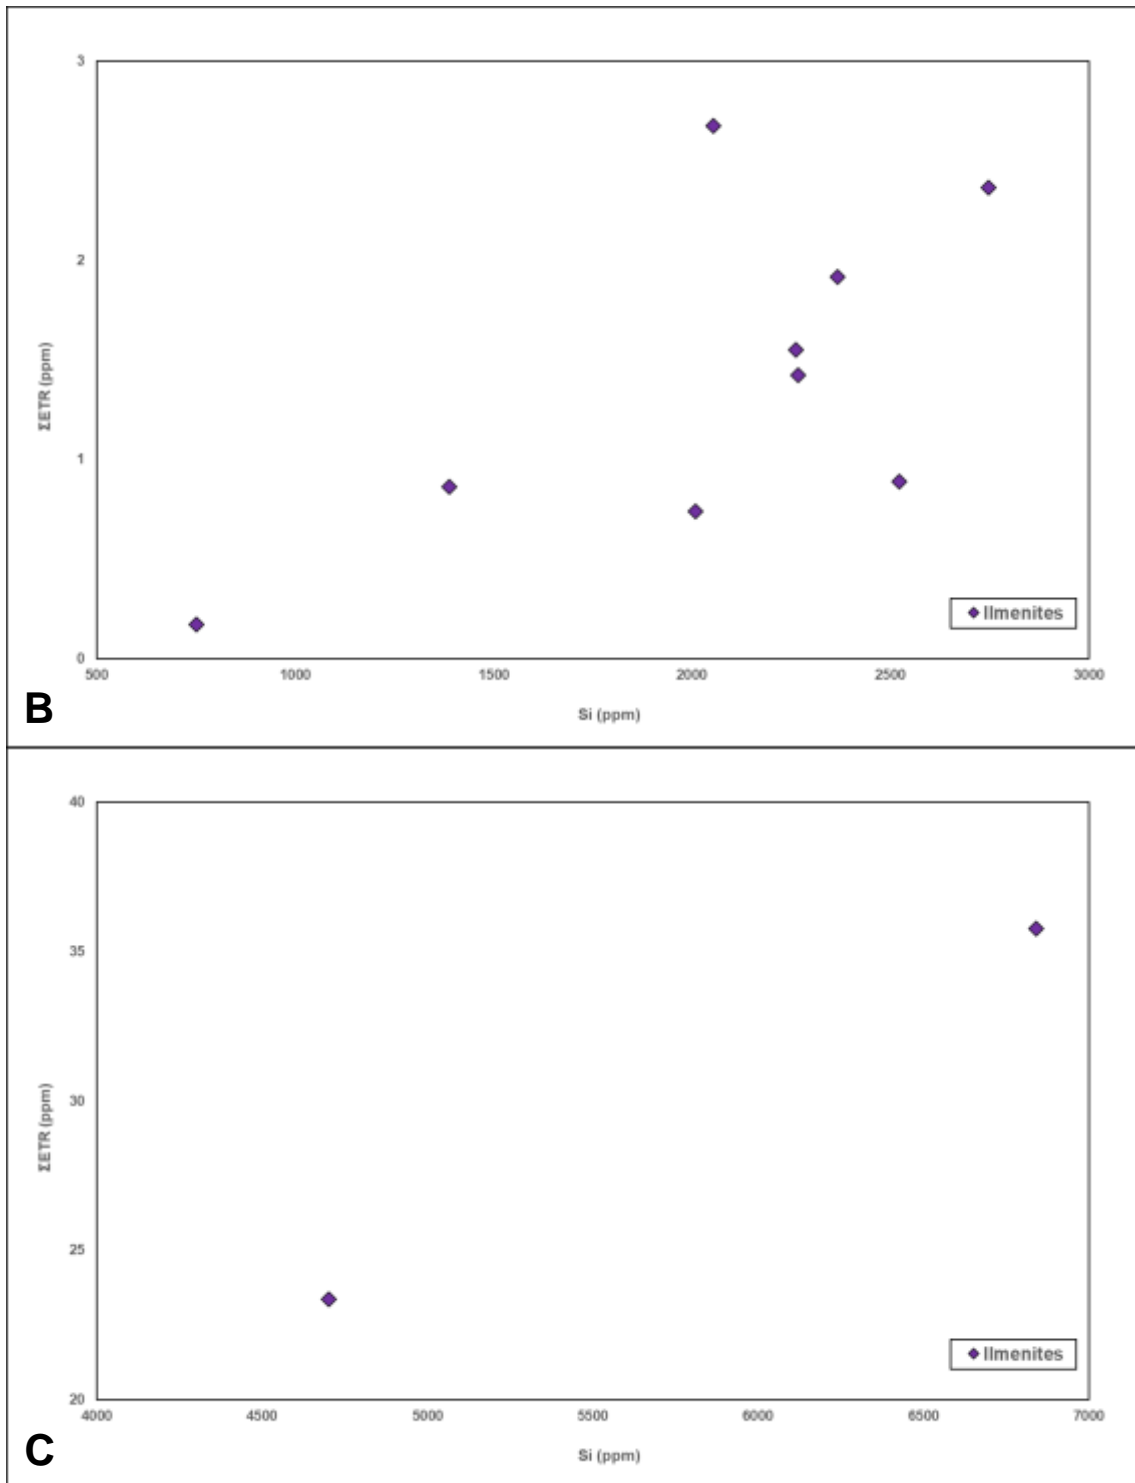 3
2
1
0
ΣETR (ppm)
500 1000 1500 2000 2500 3000
Si (ppm)
Ilmenites
B
40
35
30
25
20
ΣETR (ppm)
4000 4500 5000 5500 6000 6500 7000
Si (ppm)
Ilmenites
C